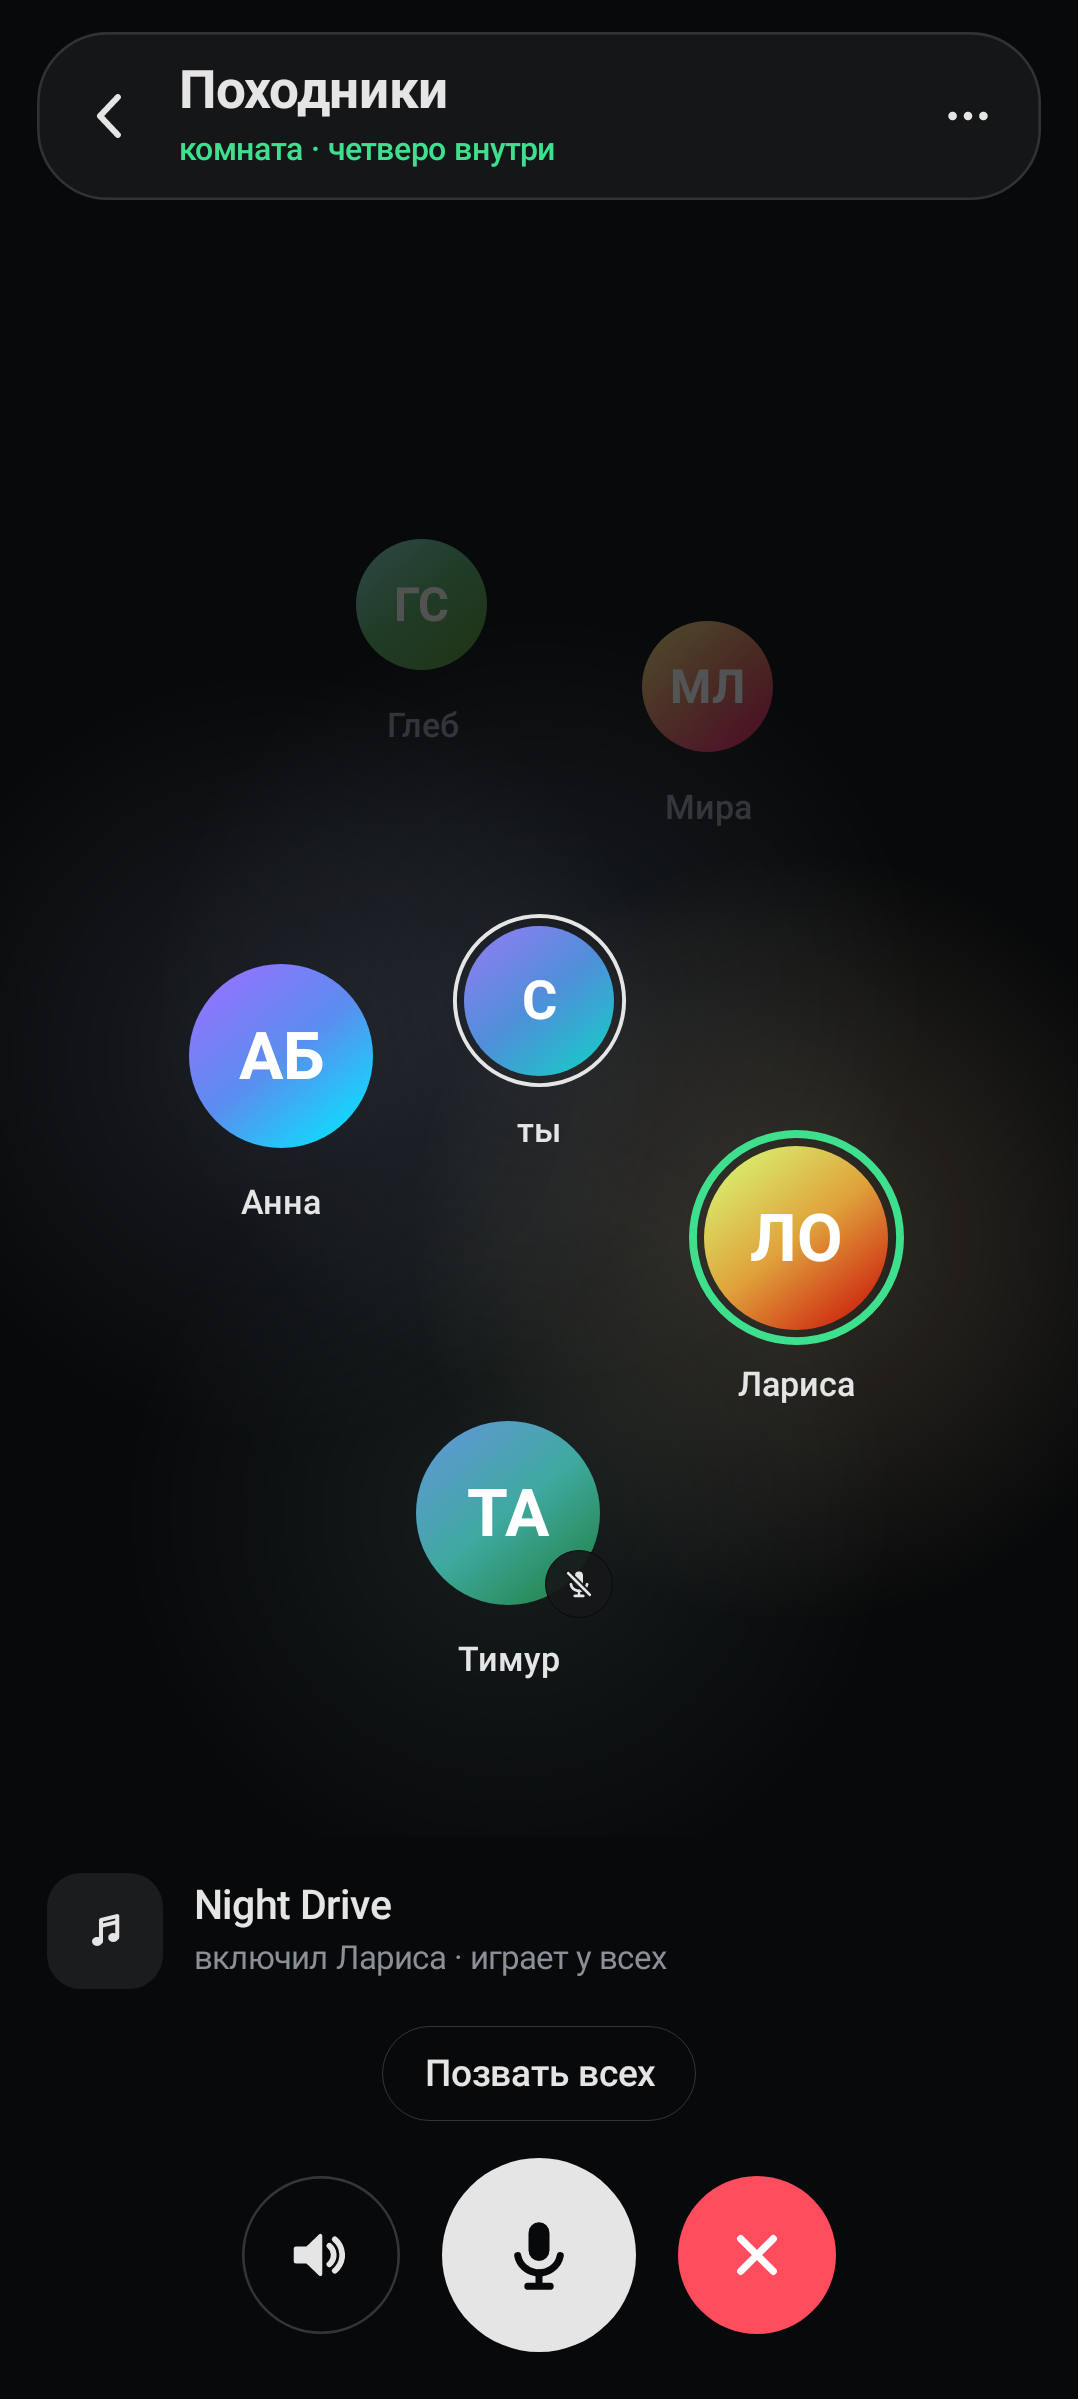 Походники
комната · четверо внутри
ГС
Глеб
МЛ
Мира
С
ты
АБ
Анна
ЛО
Лариса
ТА
Тимур
Night Drive
включил Лариса · играет у всех
Позвать всех